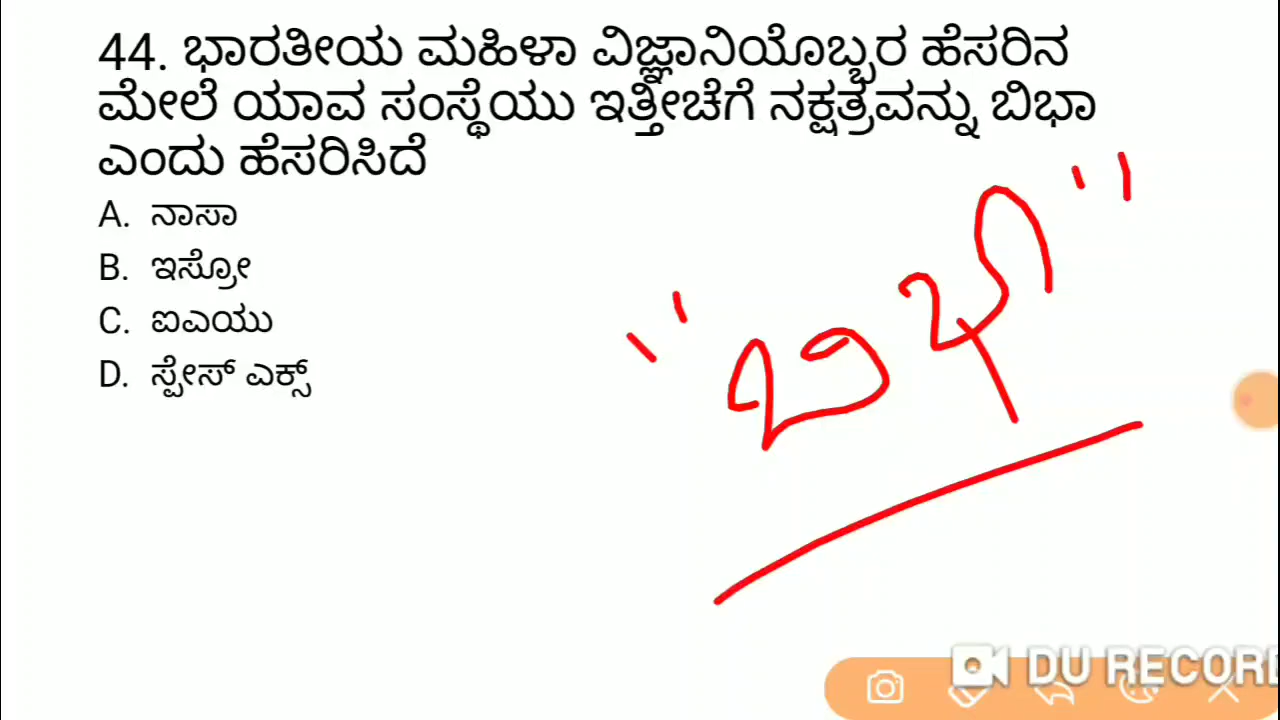 44. ಭಾರತೀಯ ಮಹಿಳಾ ವಿಜ್ಞಾನಿಯೊಬ್ಬರ ಹೆಸರಿನ
ಮೇಲೆ ಯಾವ ಸಂಸ್ಥೆಯು ಇತ್ತೀಚೆಗೆ ನಕ್ಷತ್ರವನ್ನು ಬಿಭಾ
ಎಂದು ಹೆಸರಿಸಿದೆ
A. ನಾಸಾ
B. ಇಸ್ರೋ
C. ಐಎಯು
D. ಸ್ಪೇಸ್ ಎಕ್ಸ್
"ಬಿಭಾ"
DU RECORD